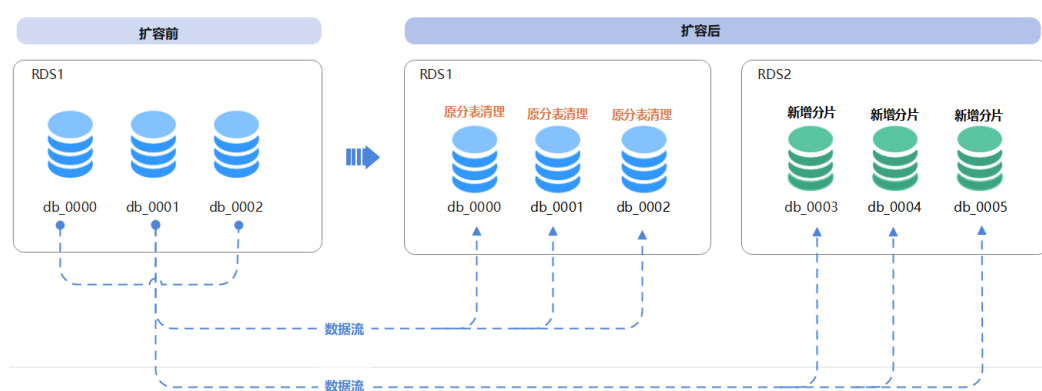 扩容前
扩容后
RDS1
RDS1
RDS2
原分表清理
原分表清理
原分表清理
新增分片
新增分片
新增分片
db_0000
db_0001
db_0002
db_0000
db_0001
db_0002
db_0003
db_0004
db_0005
数据流
数据流